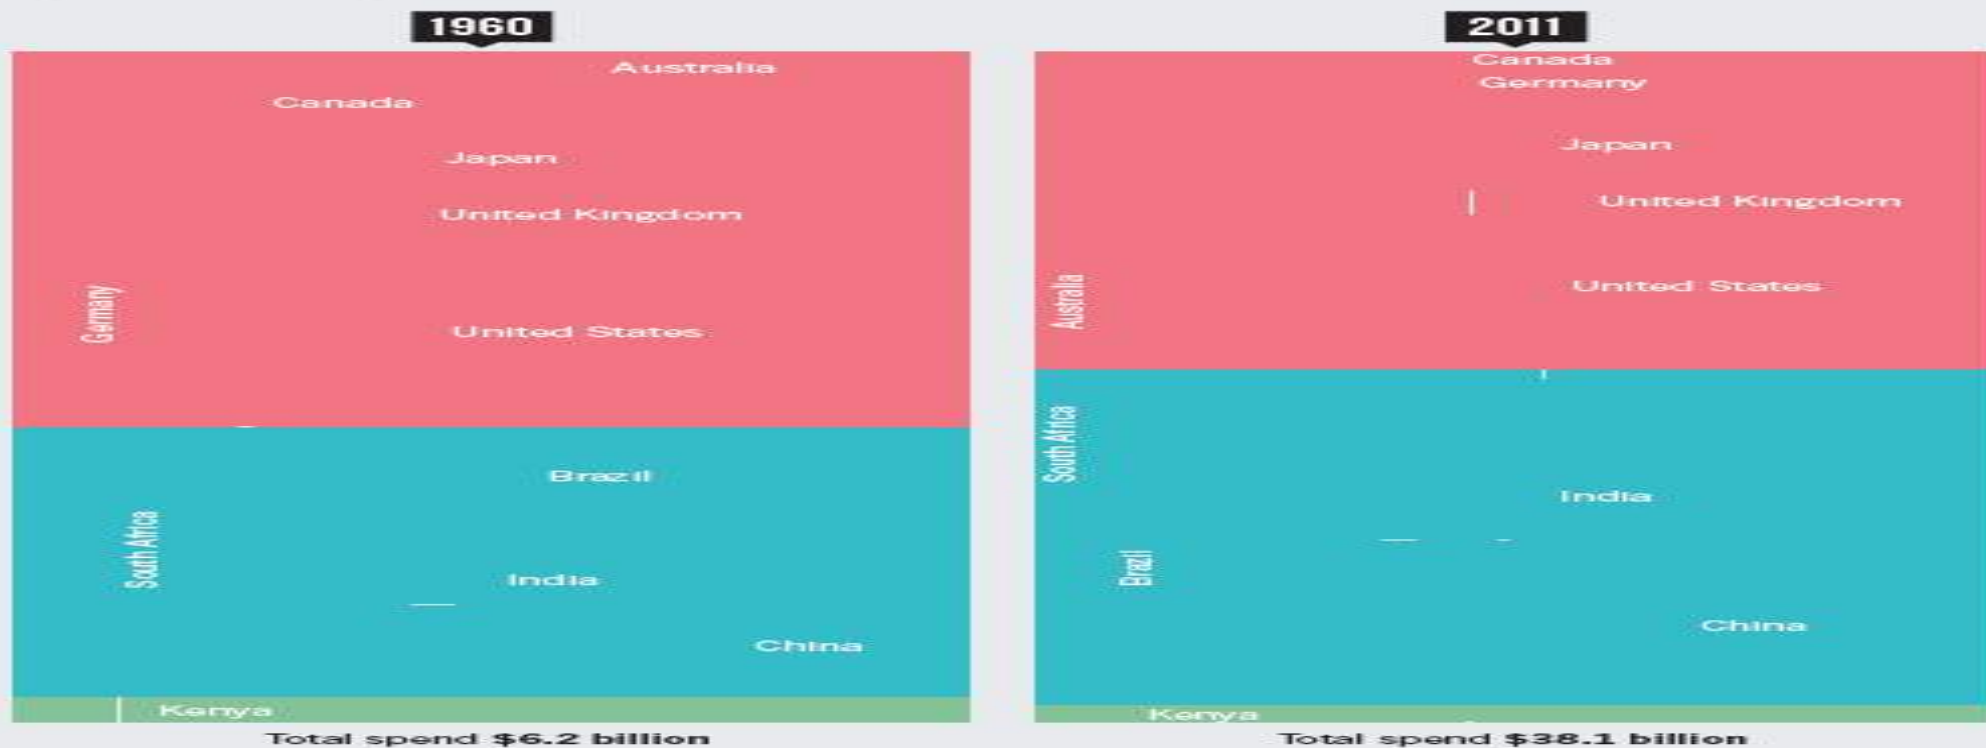 1960
Australia
Canada
Japan
United Kingdom
Germany
United States
Brazil
South Africa
India
China
Kenya
Total spend $6.2 billion
2011
Canada
Germany
Japan
United Kingdom
Australia
United States
South Africa
India
Brazil
China
Kenya
Total spend $38.1 billion